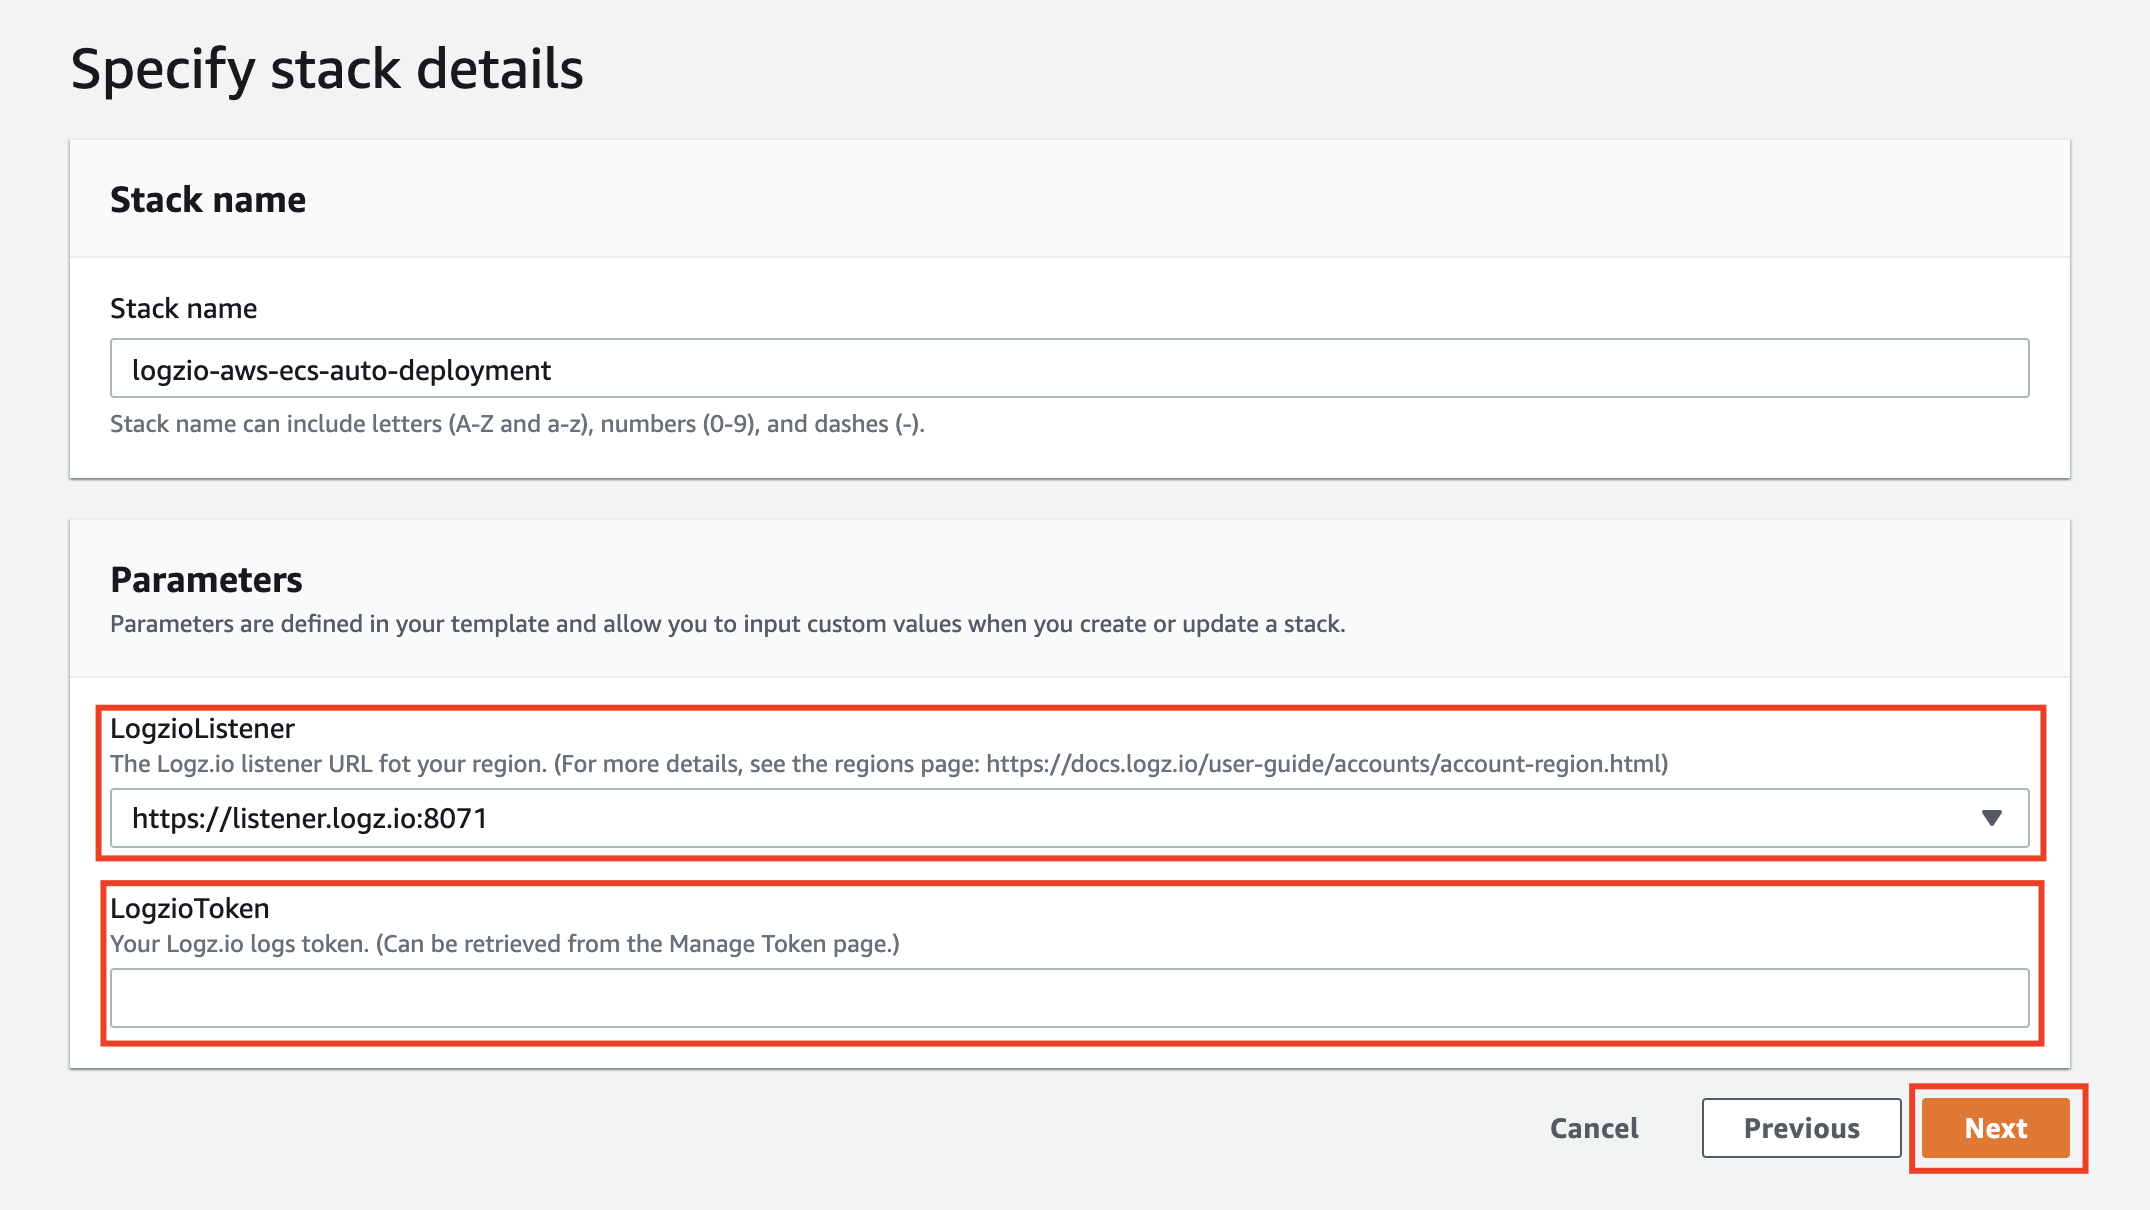 Specify stack details
Stack name
Stack name
logzio-aws-ecs-auto-deployment
Stack name can include letters (A-Z and a-z), numbers (0-9), and dashes (-).
Parameters
Parameters are defined in your template and allow you to input custom values when you create or update a stack.
LogzioListener
The Logz.io listener URL fot your region. (For more details, see the regions page: https://docs.logz.io/user-guide/accounts/account-region.html)
https://listener.logz.io:8071
LogzioToken
Your Logz.io logs token. (Can be retrieved from the Manage Token page.)
Cancel Previous Next